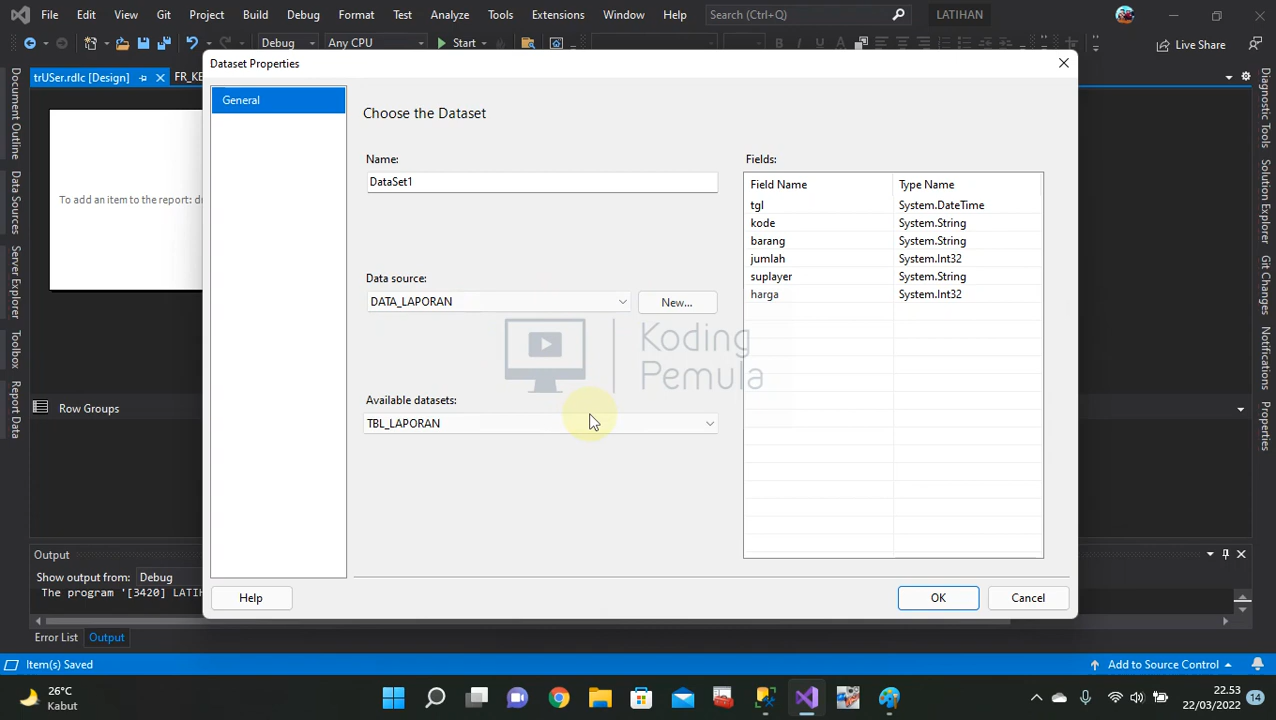 File Edit View Git Project Build Debug Format Test Analyze Tools Extensions Window Help Search (Ctrl+Q) LATIHAN
Debug Any CPU Start Live Share
trUSer.rdlc [Design] FR_KE
Dataset Properties
General
Choose the Dataset
Name:
DataSet1
Data source:
DATA_LAPORAN New...
Available datasets:
TBL_LAPORAN
Fields:
Field Name Type Name
tgl System.DateTime
kode System.String
barang System.String
jumlah System.Int32
suplayer System.String
harga System.Int32
Koding
Pemula
Help OK Cancel
To add an item to the report: d
Row Groups
Document Outline
Data Sources
Server Explorer
Toolbox
Report Data
Diagnostic Tools
Solution Explorer
Git Changes
Notifications
Properties
Output
Show output from: Debug
The program '[3420] LATIH
Error List Output
Item(s) Saved Add to Source Control
26°C
Kabut
22.53
22/03/2022
14